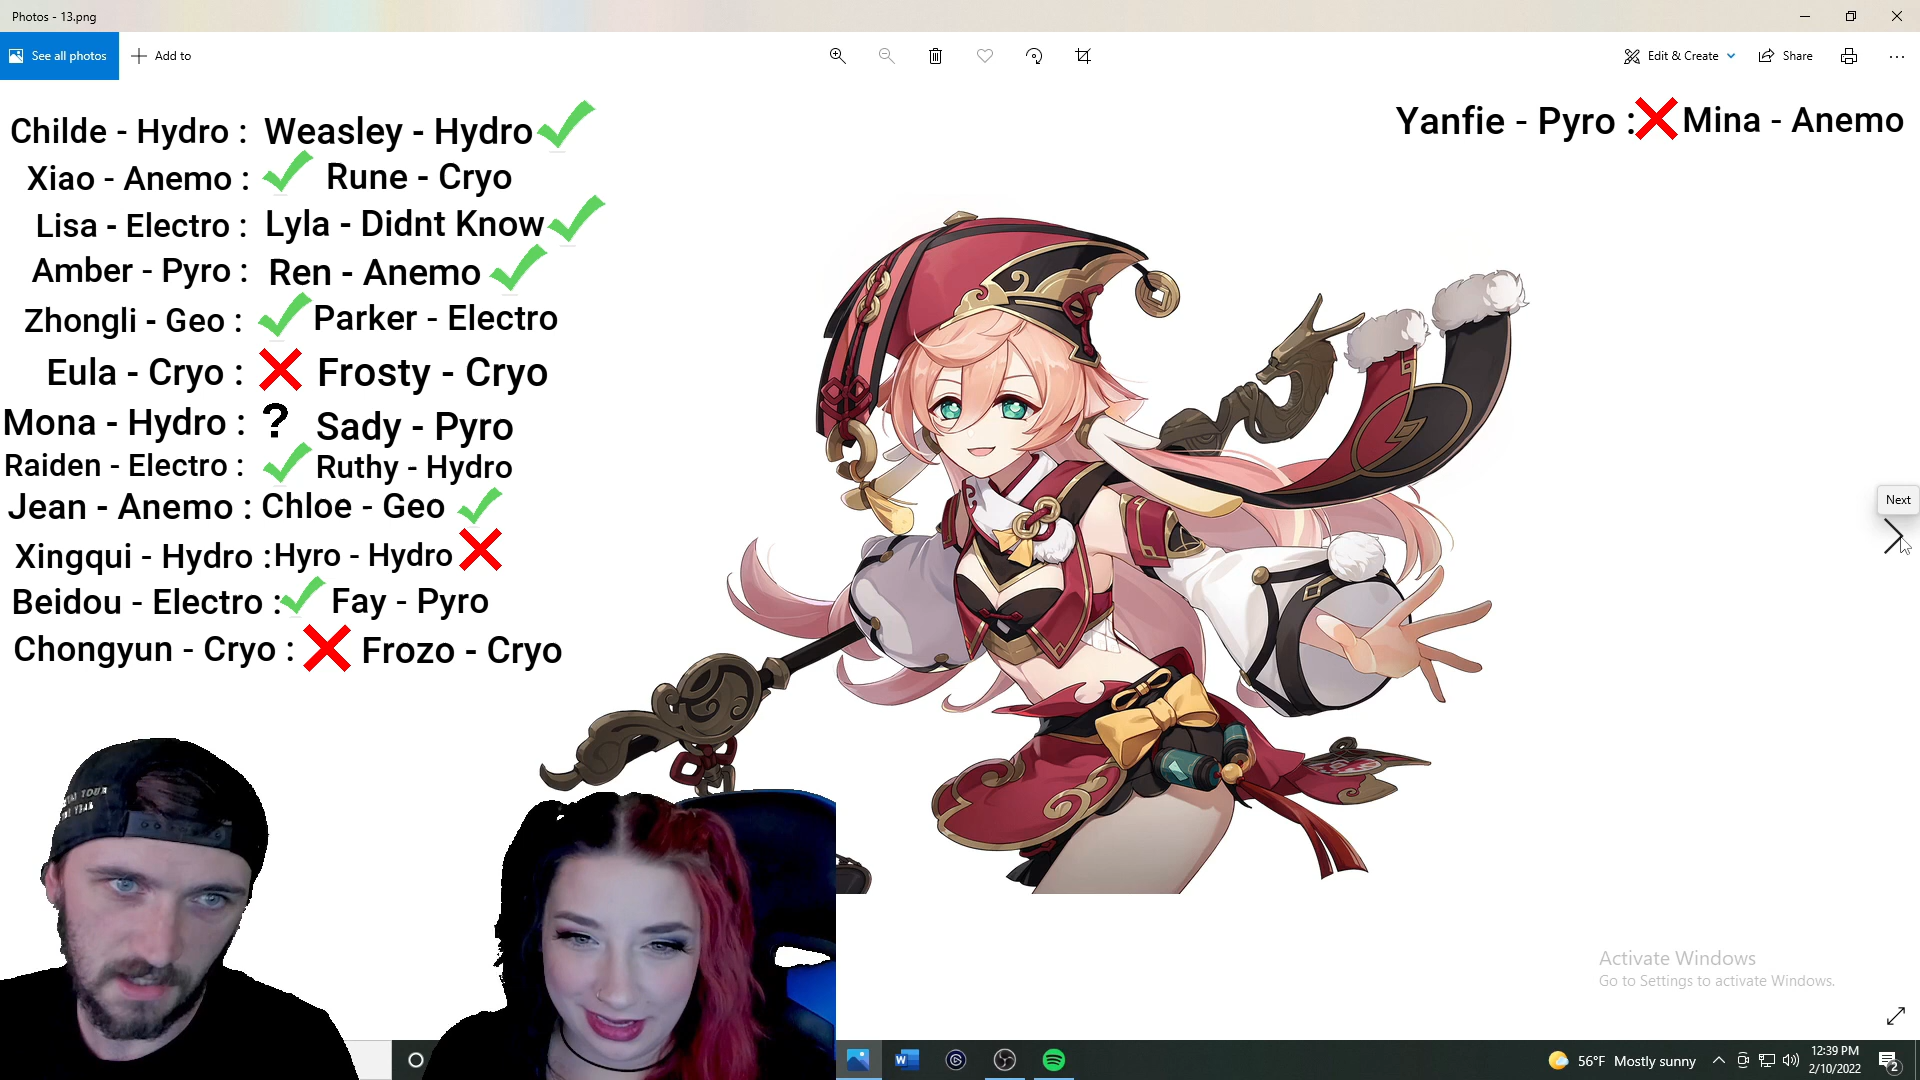 Photos - 13.png
See all photos
Add to
Edit & Create
Share
Childe - Hydro : Weasley - Hydro
Xiao - Anemo : Rune - Cryo
Lisa - Electro : Lyla - Didnt Know
Amber - Pyro : Ren - Anemo
Zhongli - Geo : Parker - Electro
Eula - Cryo : Frosty - Cryo
Mona - Hydro : ? Sady - Pyro
Raiden - Electro : Ruthy - Hydro
Jean - Anemo : Chloe - Geo
Xingqui - Hydro : Hyro - Hydro
Beidou - Electro : Fay - Pyro
Chongyun - Cryo : Frozo - Cryo
Yanfie - Pyro : Mina - Anemo
Next
Activate Windows
Go to Settings to activate Windows.
56°F Mostly sunny
12:39 PM
2/10/2022
2